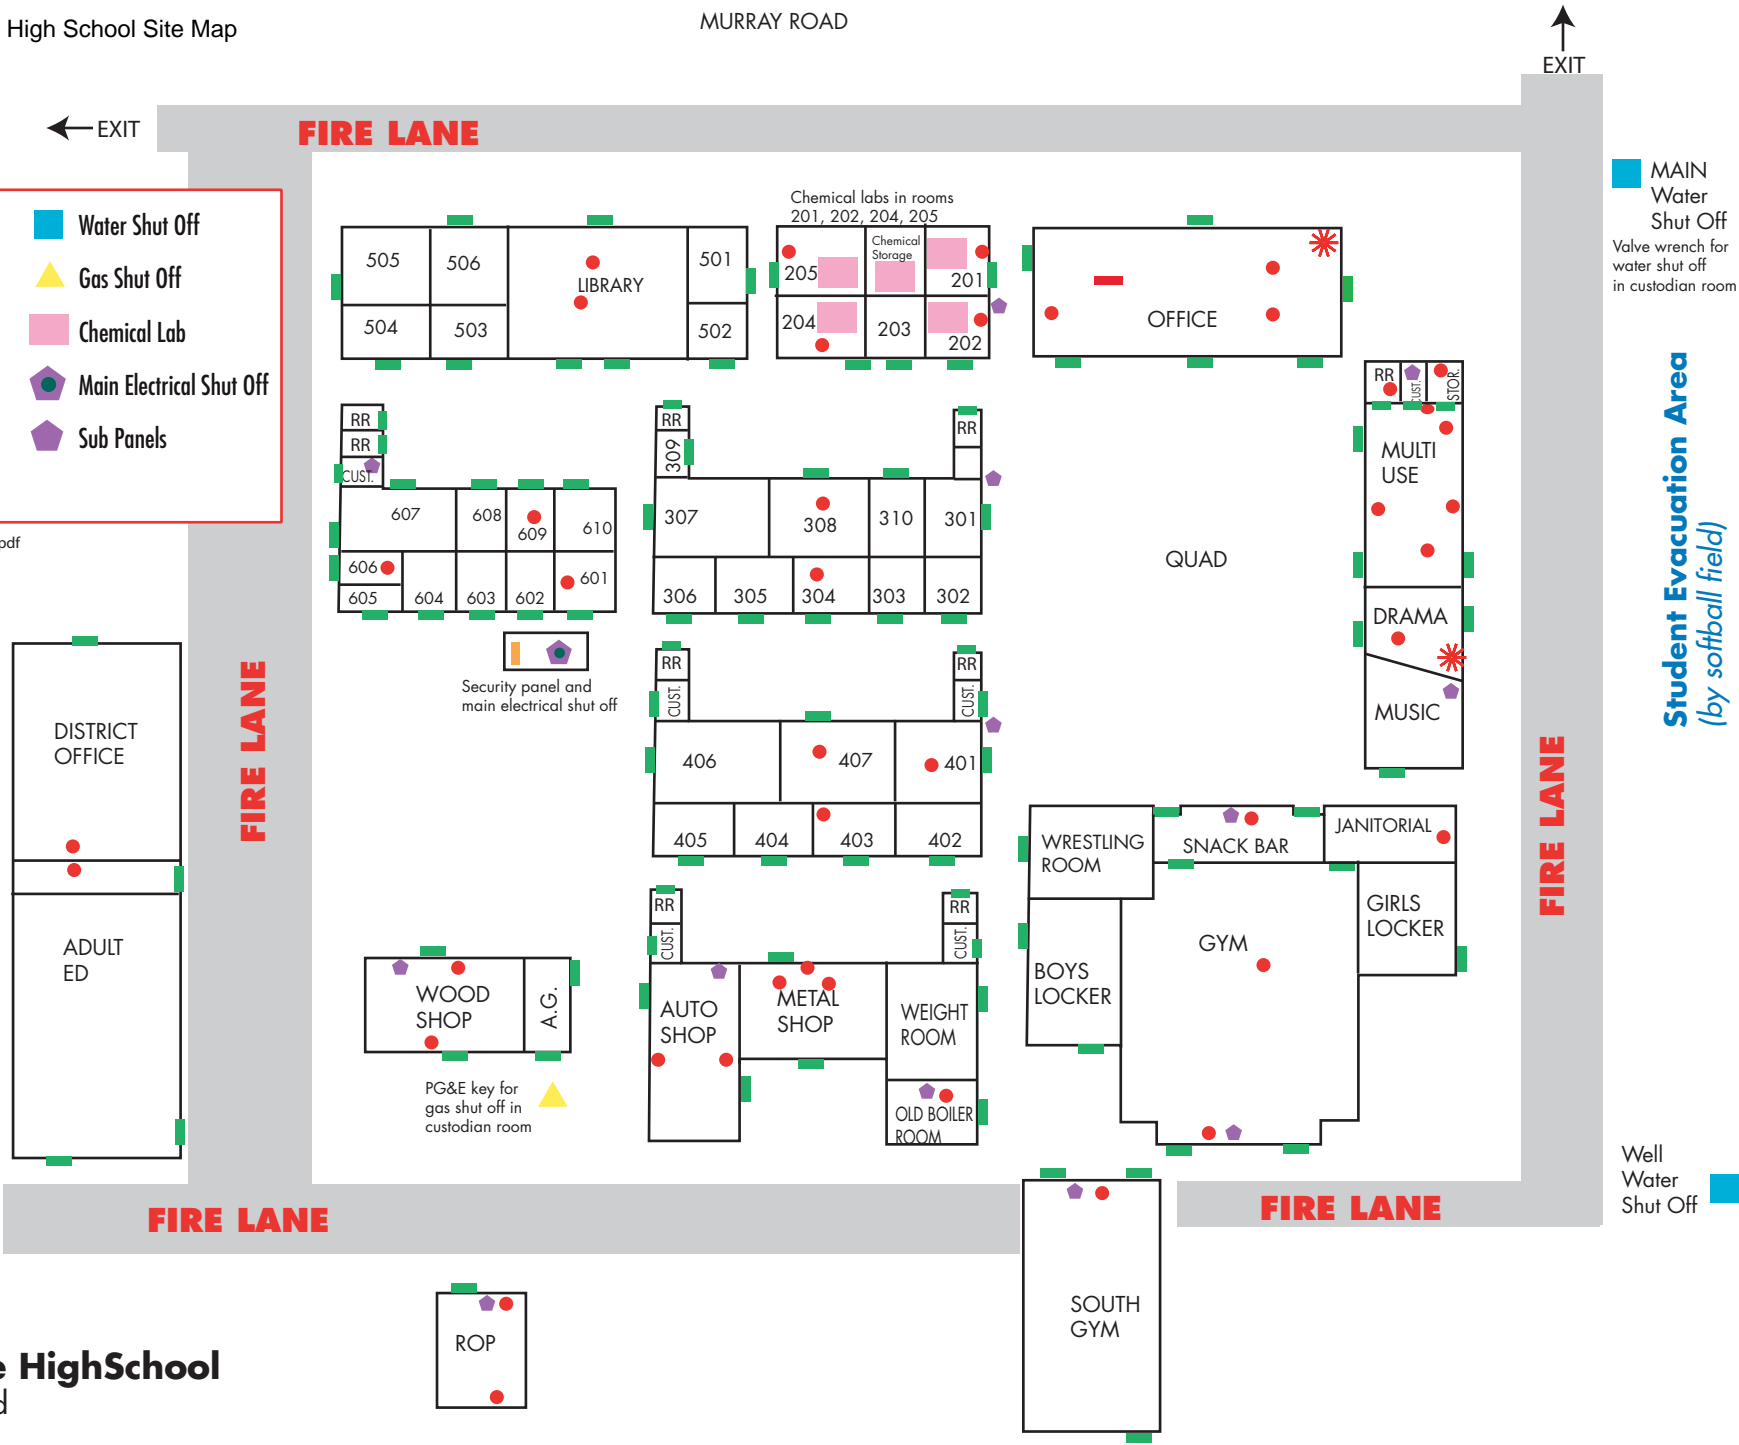 High School Site Map
MURRAY ROAD
EXIT
EXIT
FIRE LANE
MAIN
Water
Shut Off
Valve wrench for
water shut off
in custodian room
Water Shut Off
Gas Shut Off
Chemical Lab
Main Electrical Shut Off
Sub Panels
Chemical labs in rooms
201, 202, 204, 205
505
506
LIBRARY
501
504
503
502
205
Chemical
Storage
201
204
203
202
OFFICE
RR
CUST.
STOR.
MULTI
USE
DRAMA
MUSIC
QUAD
Student Evacuation Area
(by softball field)
RR
RR
CUST.
607
608
609
610
606
601
605
604
603
602
RR
309
RR
307
308
310
301
306
305
304
303
302
Security panel and
main electrical shut off
RR
CUST.
RR
CUST.
406
407
401
405
404
403
402
DISTRICT
OFFICE
ADULT
ED
FIRE LANE
FIRE LANE
WRESTLING
ROOM
SNACK BAR
JANITORIAL
BOYS
LOCKER
GYM
GIRLS
LOCKER
WOOD
SHOP
A.G.
PG&E key for
gas shut off in
custodian room
RR
CUST.
RR
CUST.
AUTO
SHOP
METAL
SHOP
WEIGHT
ROOM
OLD BOILER
ROOM
Well
Water
Shut Off
FIRE LANE
FIRE LANE
SOUTH
GYM
ROP
HighSchool